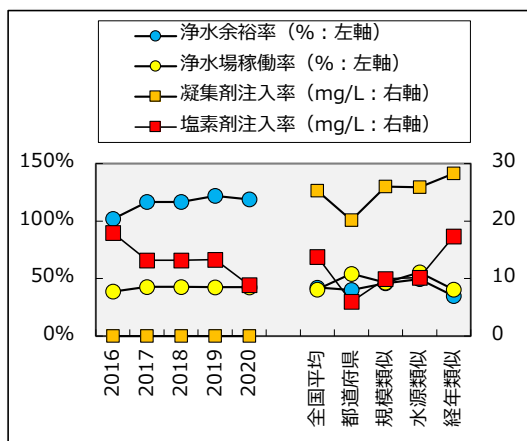 浄水余裕率（%：左軸）
浄水場稼働率（%：左軸）
凝集剤注入率（mg/L：右軸）
塩素剤注入率（mg/L：右軸）
150%
100%
50%
0%
30
20
10
0
2016
2017
2018
2019
2020
全国平均
都道府県
規模類似
水源類似
経年類似